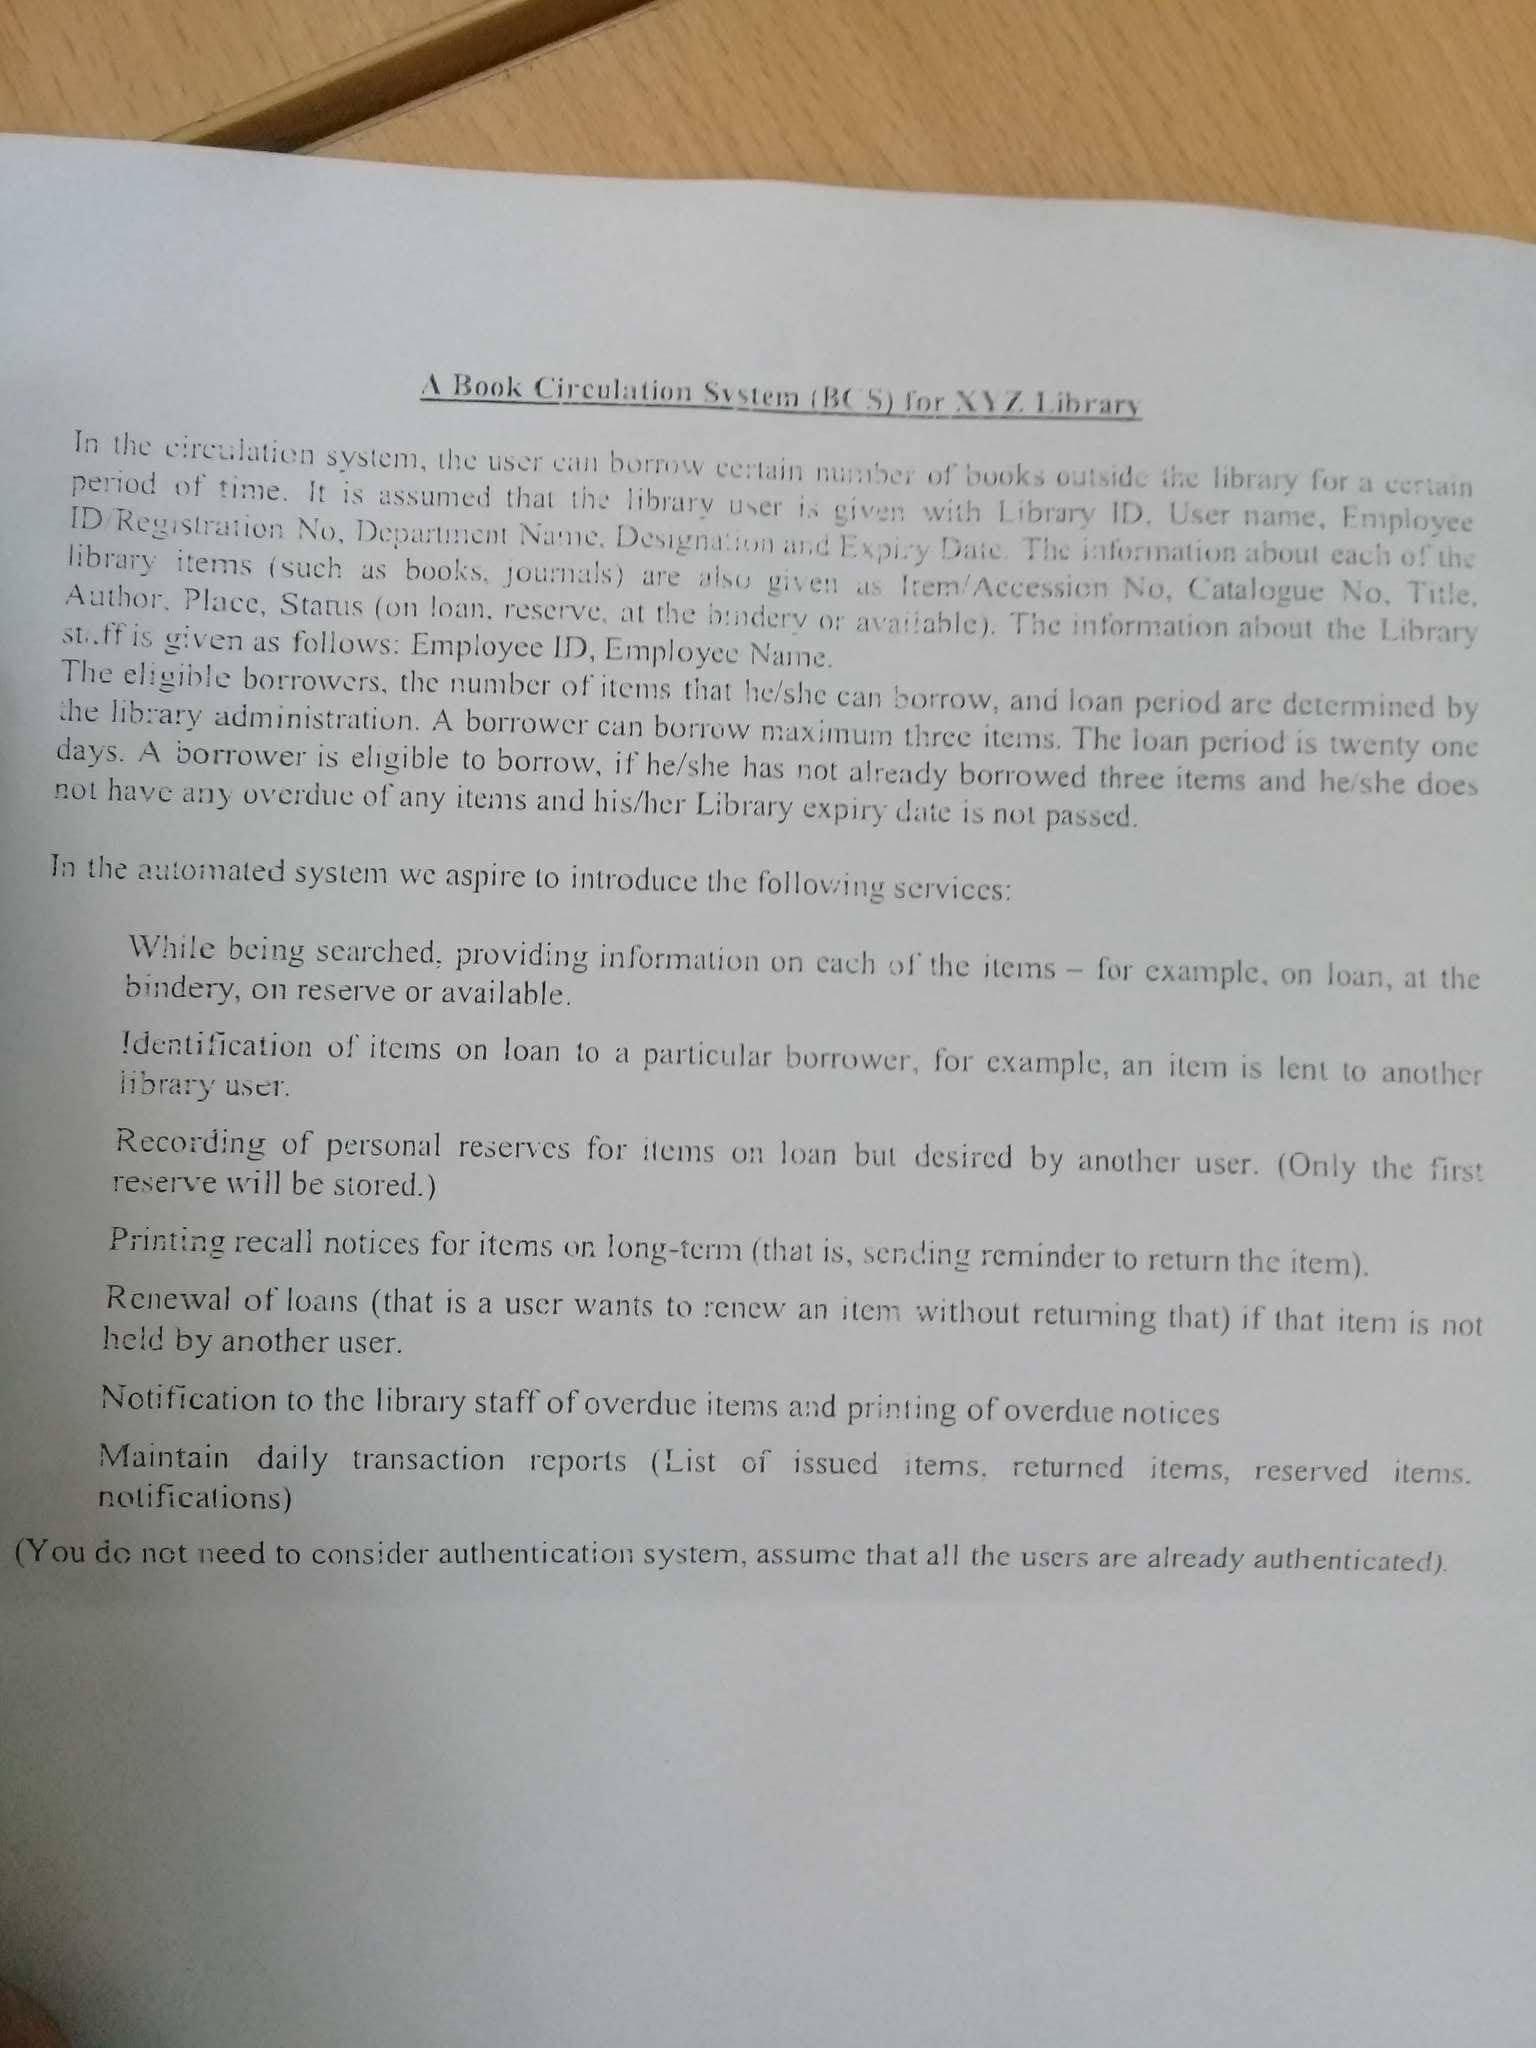 A Book Circulation System (BCS) for XYZ Library
In the circulation system, the user can borrow certain number of books outside the library for a certain
period of time. It is assumed that the library user is given with Library ID, User name, Employee
ID/Registration No, Department Name, Designation and Expiry Date. The information about each of the
library items (such as books, journals) are also given as Item/Accession No, Catalogue No, Title,
Author, Place, Status (on loan, reserve, at the bindery or available). The information about the Library
staff is given as follows: Employee ID, Employee Name.
The eligible borrowers, the number of items that he/she can borrow, and loan period are determined by
the library administration. A borrower can borrow maximum three items. The loan period is twenty one
days. A borrower is eligible to borrow, if he/she has not already borrowed three items and he/she does
not have any overdue of any items and his/her Library expiry date is not passed.
In the automated system we aspire to introduce the following services:
While being searched, providing information on each of the items – for example, on loan, at the
bindery, on reserve or available.
Identification of items on loan to a particular borrower, for example, an item is lent to another
library user.
Recording of personal reserves for items on loan but desired by another user. (Only the first
reserve will be stored.)
Printing recall notices for items on long-term (that is, sending reminder to return the item).
Renewal of loans (that is a user wants to renew an item without returning that) if that item is not
held by another user.
Notification to the library staff of overdue items and printing of overdue notices
Maintain daily transaction reports (List of issued items, returned items, reserved items.
notifications)
(You do not need to consider authentication system, assume that all the users are already authenticated).